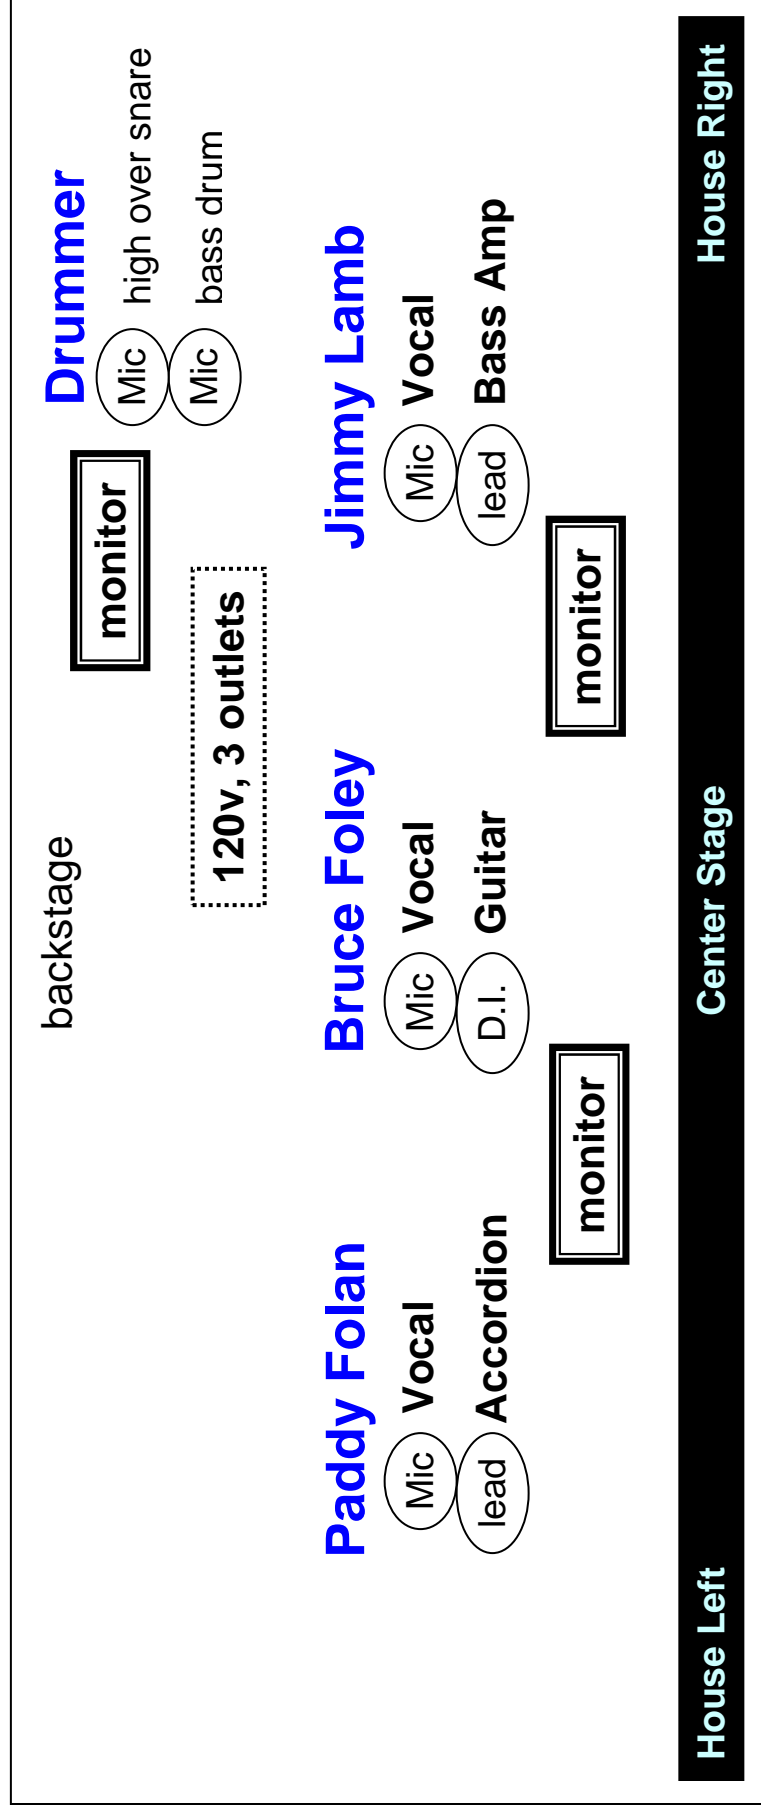 backstage
Drummer
monitor
Mic high over snare
Mic bass drum
120v, 3 outlets
Paddy Folan
Mic Vocal
lead Accordion
Bruce Foley
Mic Vocal
D.I. Guitar
Jimmy Lamb
Mic Vocal
lead Bass Amp
monitor
monitor
House Left
Center Stage
House Right